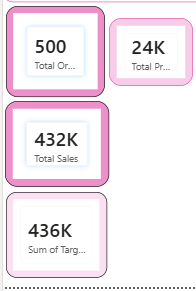 500
Total Or...
24K
Total Pr...
432K
Total Sales
436K
Sum of Targ...